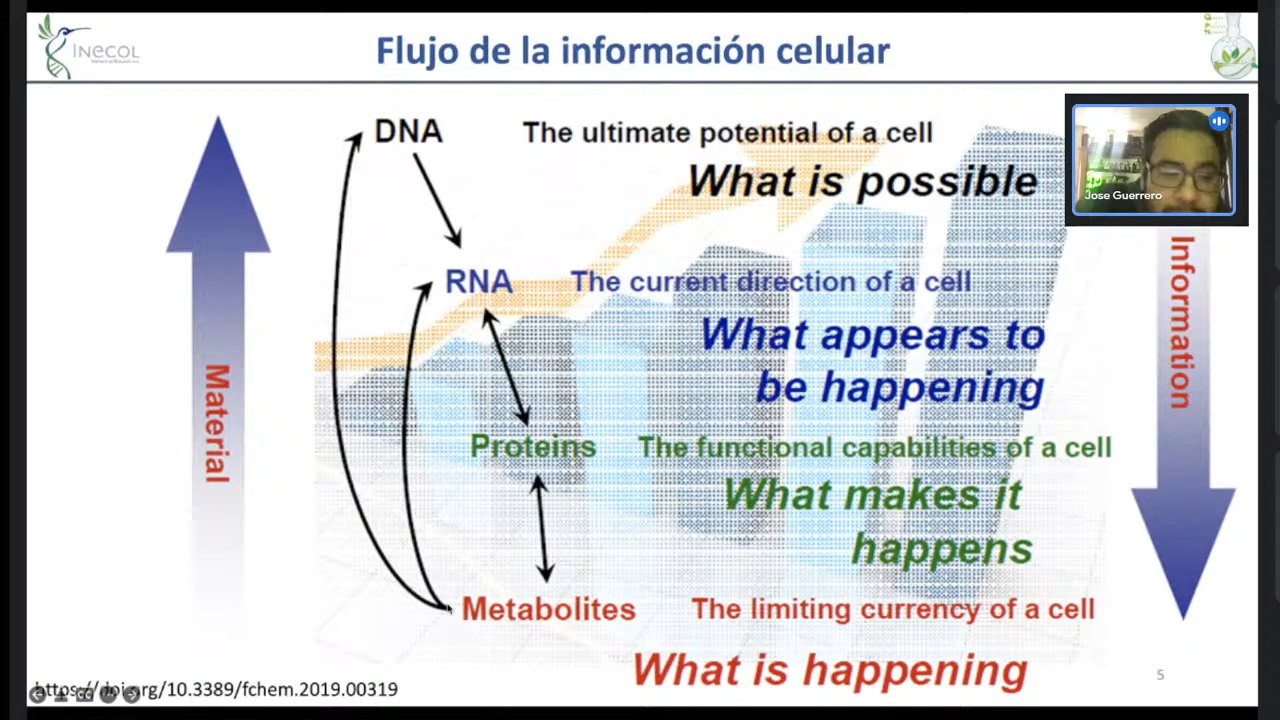 INECOL
Flujo de la información celular
DNA
The ultimate potential of a cell
What is possible
Jose Guerrero
RNA
The current direction of a cell
What appears to
be happening
Material
Information
Proteins
The functional capabilities of a cell
What makes it
happens
Metabolites
The limiting currency of a cell
What is happening
5
https://doi.org/10.3389/fchem.2019.00319